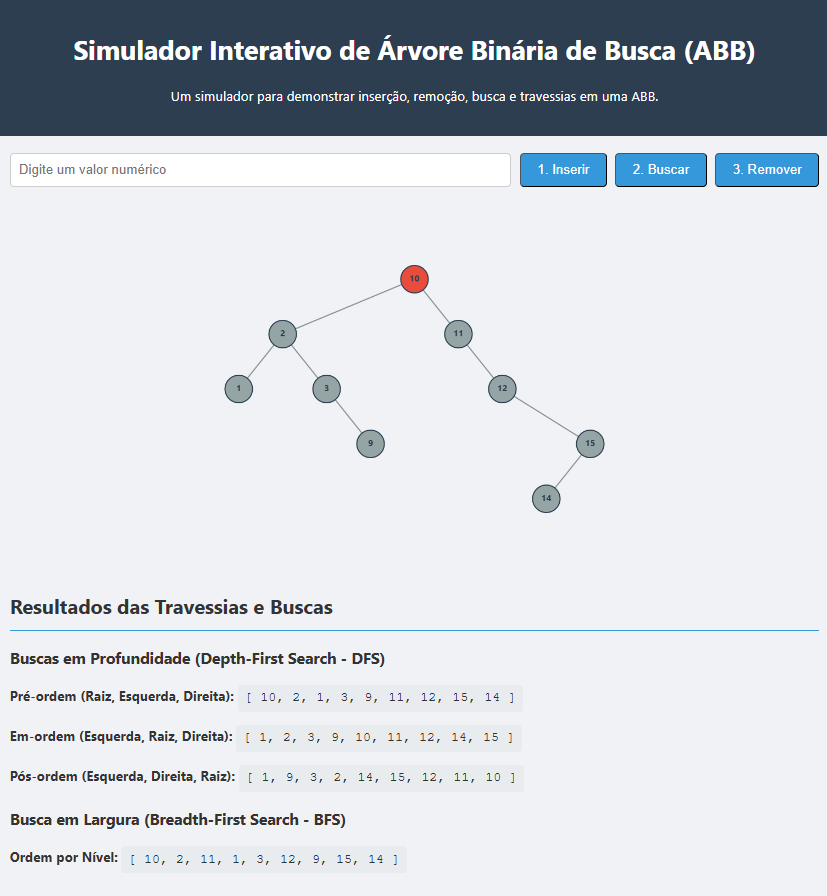 Simulador Interativo de Árvore Binária de Busca (ABB)
Um simulador para demonstrar inserção, remoção, busca e travessias em uma ABB.
Digite um valor numérico
1. Inserir
2. Buscar
3. Remover
10
2
11
1
3
12
9
15
14
Resultados das Travessias e Buscas
Buscas em Profundidade (Depth-First Search - DFS)
Pré-ordem (Raiz, Esquerda, Direita): [ 10, 2, 1, 3, 9, 11, 12, 15, 14 ]
Em-ordem (Esquerda, Raiz, Direita): [ 1, 2, 3, 9, 10, 11, 12, 14, 15 ]
Pós-ordem (Esquerda, Direita, Raiz): [ 1, 9, 3, 2, 14, 15, 12, 11, 10 ]
Busca em Largura (Breadth-First Search - BFS)
Ordem por Nível: [ 10, 2, 11, 1, 3, 12, 9, 15, 14 ]